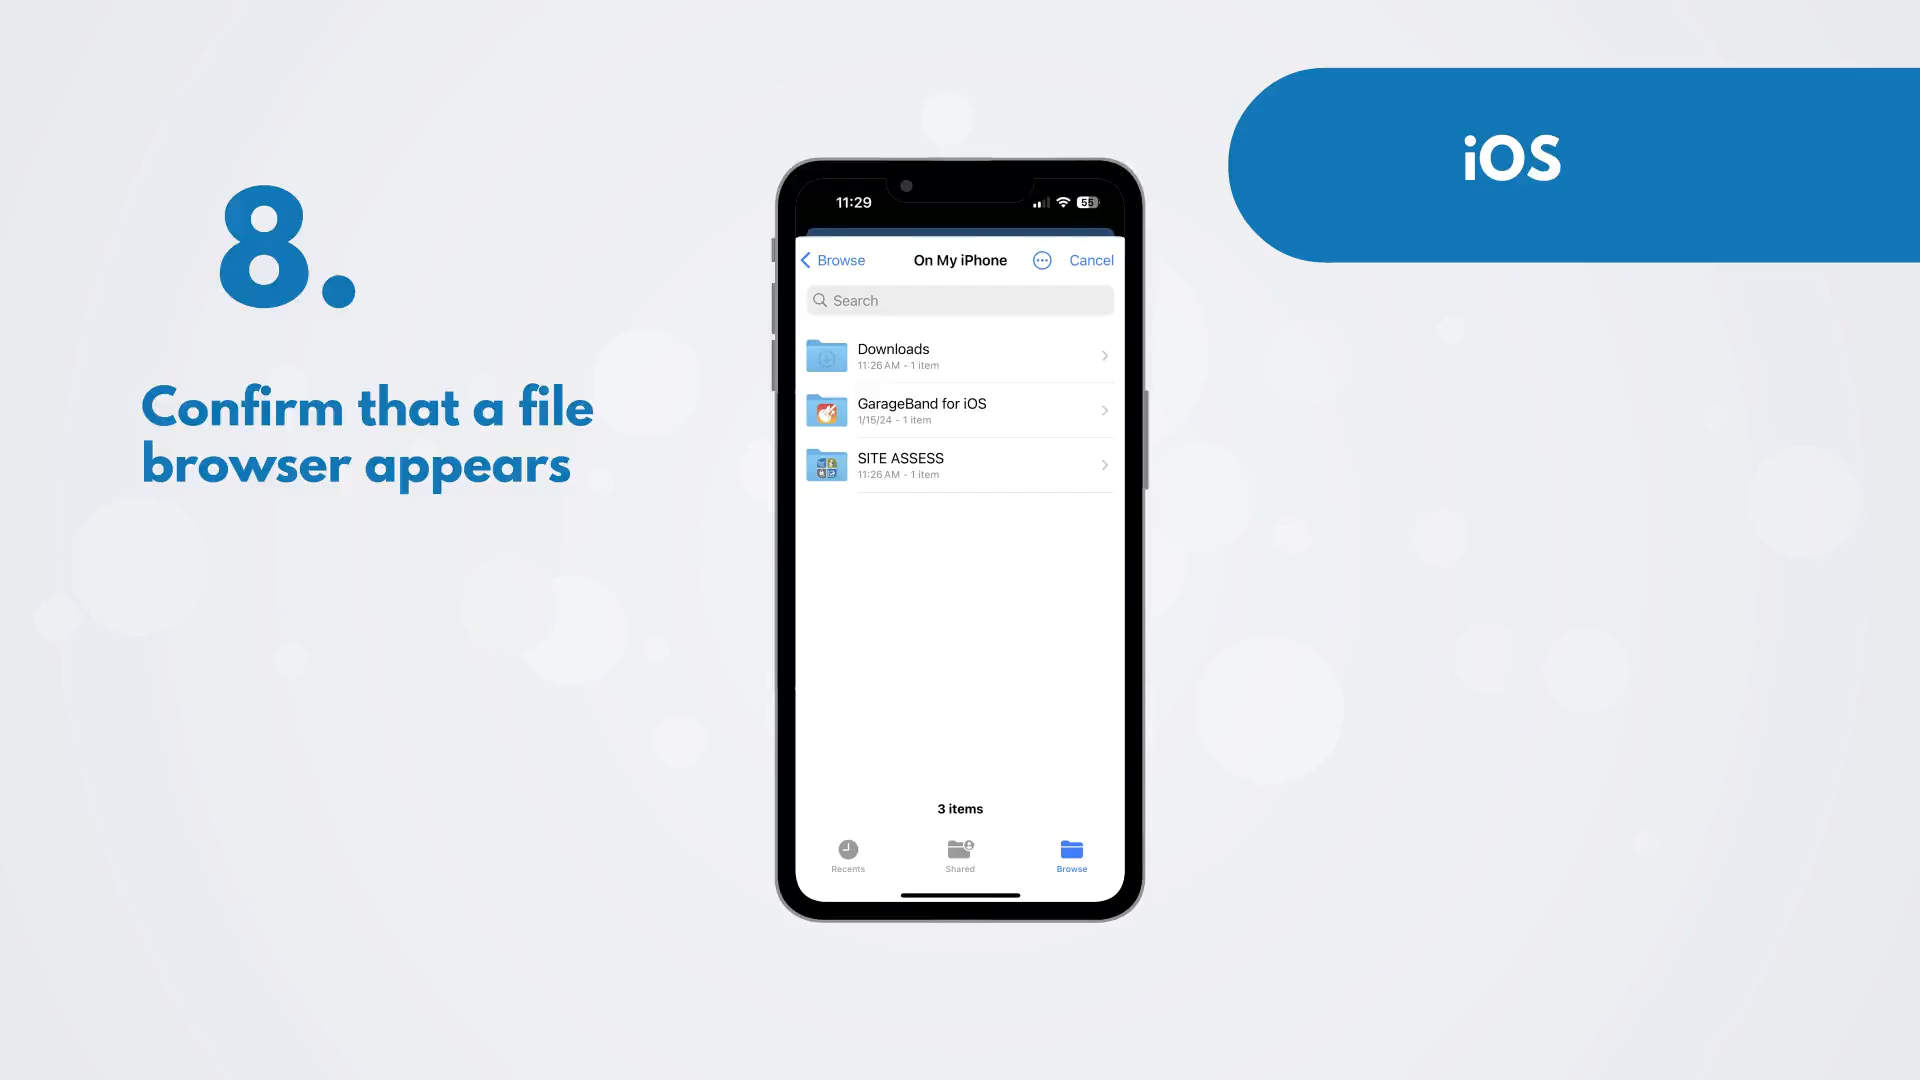 8.
Confirm that a file
browser appears
iOS
11:29
55
Browse
On My iPhone
Cancel
Search
Downloads
11:26 AM - 1 item
GarageBand for iOS
1/15/24 - 1 item
SITE ASSESS
11:26 AM - 1 item
3 items
Recents
Shared
Browse